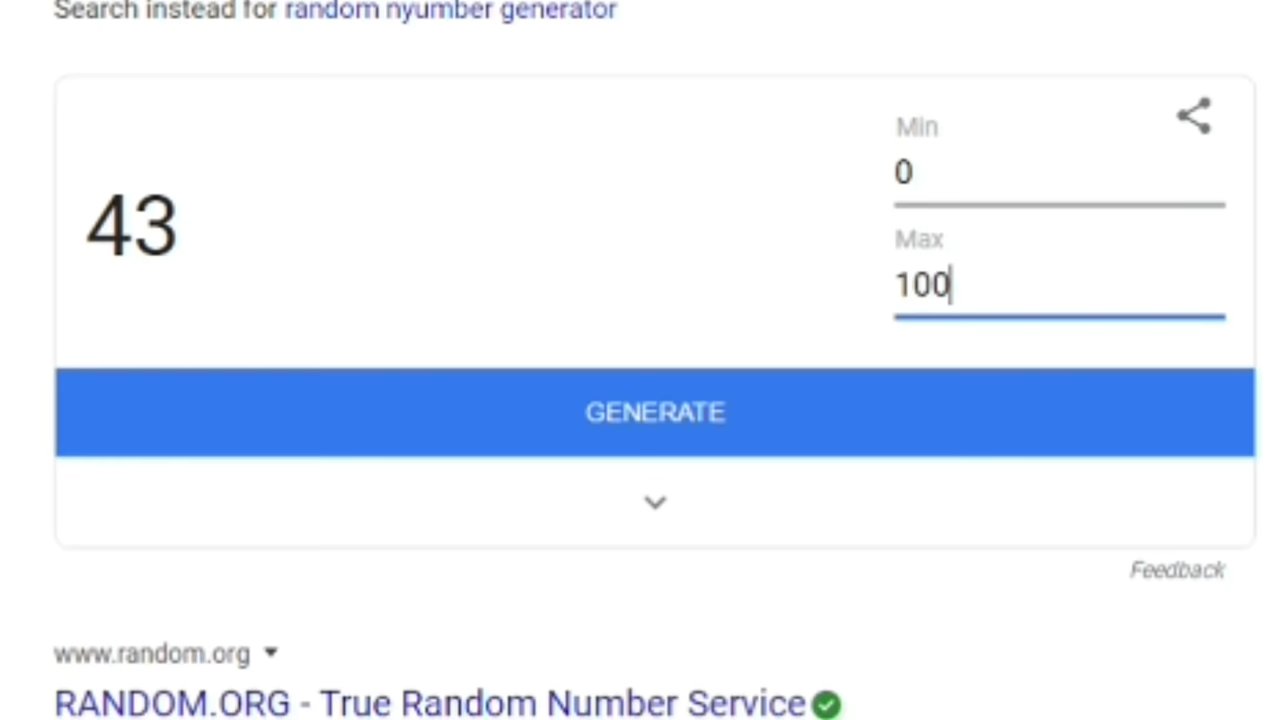 Search instead for random nyumber generator
Min
0
43
Max
100
GENERATE
Feedback
www.random.org
RANDOM.ORG - True Random Number Service